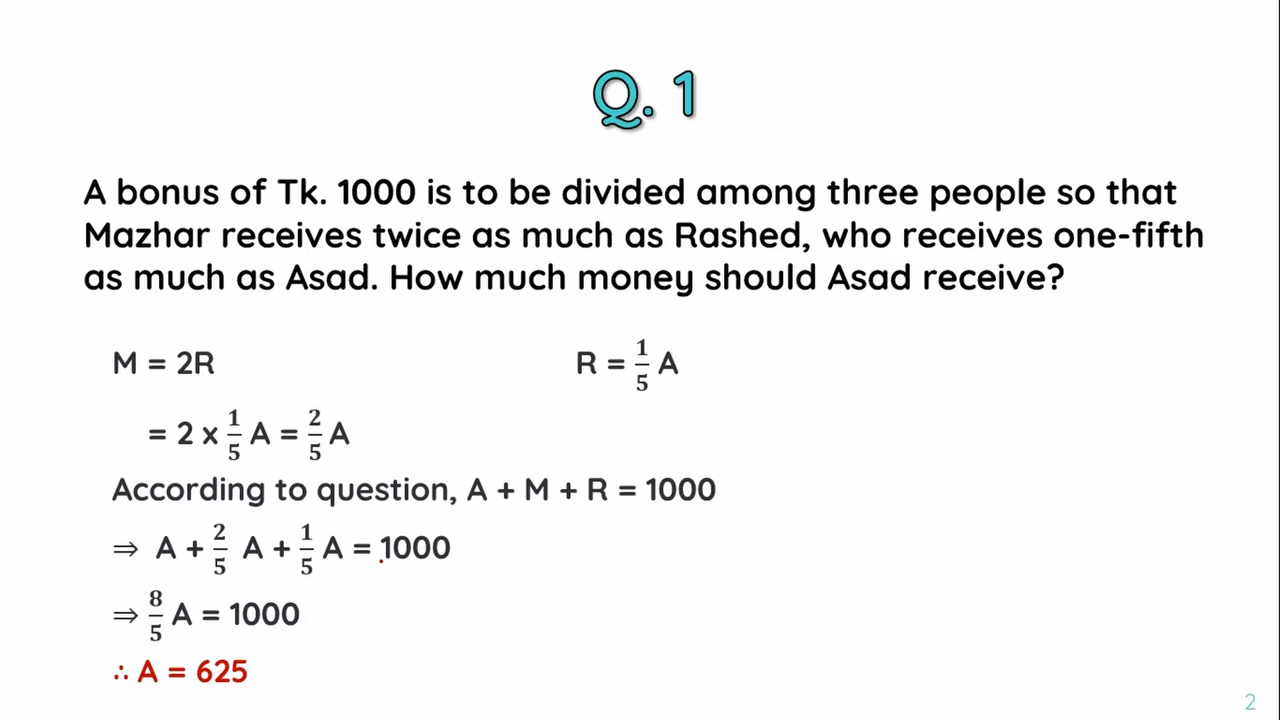 Q. 1
A bonus of Tk. 1000 is to be divided among three people so that
Mazhar receives twice as much as Rashed, who receives one-fifth
as much as Asad. How much money should Asad receive?
M = 2R
R = 1/5 A
= 2 x 1/5 A = 2/5 A
According to question, A + M + R = 1000
⇒ A + 2/5 A + 1/5 A = 1000
⇒ 8/5 A = 1000
∴ A = 625
2